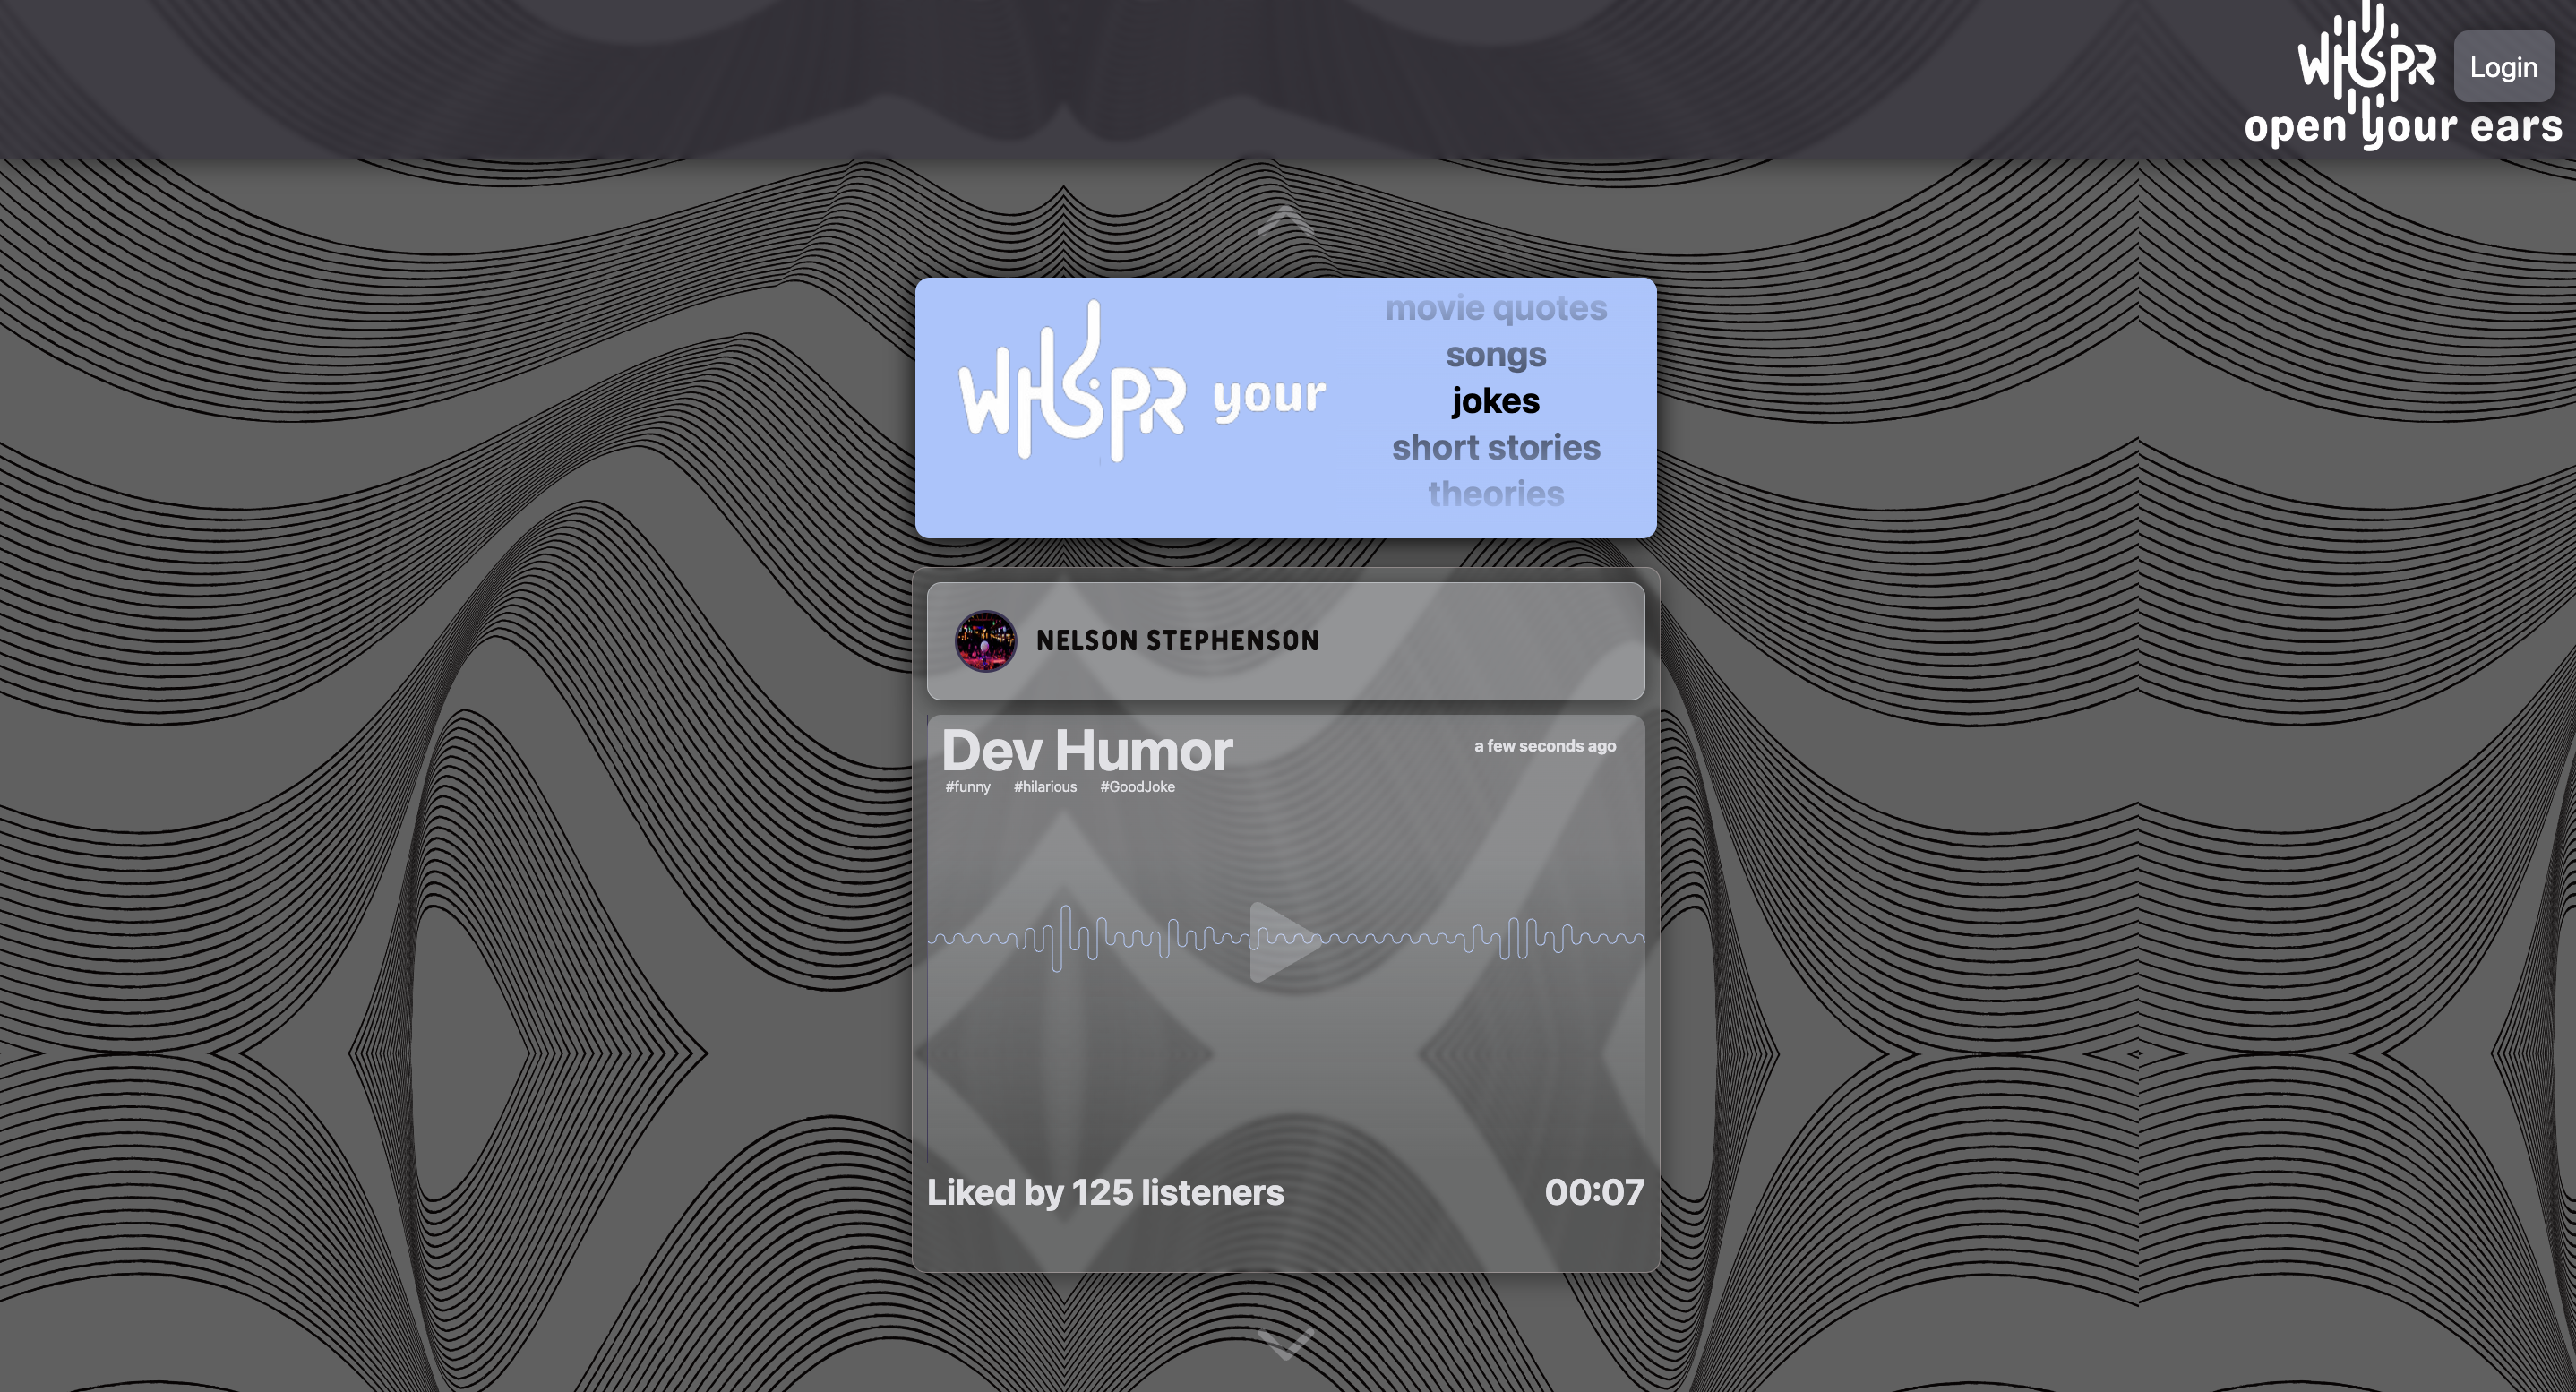 WHSPR
Login
open your ears
movie quotes
songs
WHSPR your
jokes
short stories
theories
NELSON STEPHENSON
Dev Humor
a few seconds ago
#funny #hilarious #GoodJoke
Liked by 125 listeners
00:07